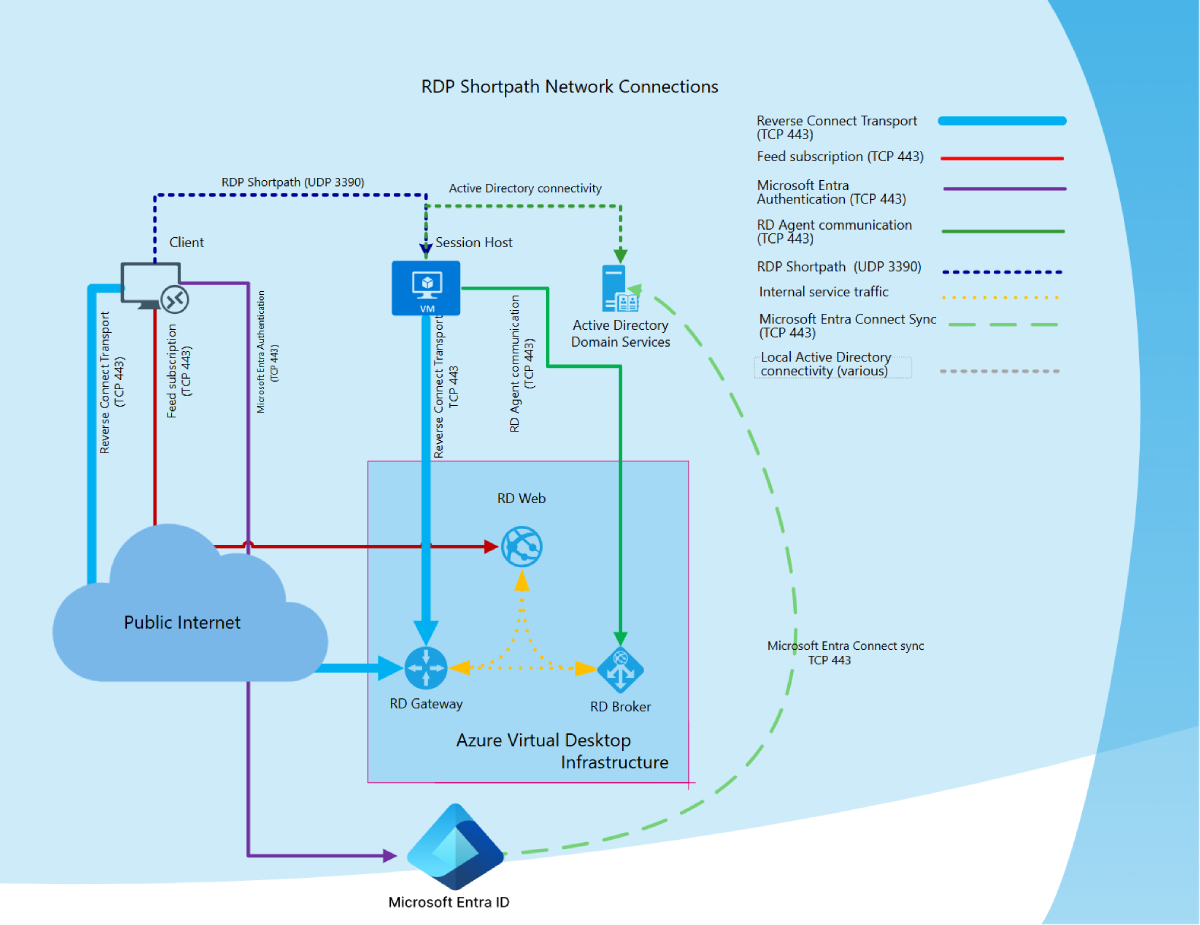 RDP Shortpath Network Connections
Reverse Connect Transport
(TCP 443)
Feed subscription (TCP 443)
Microsoft Entra
Authentication (TCP 443)
RD Agent communication
(TCP 443)
RDP Shortpath (UDP 3390)
Internal service traffic
Microsoft Entra Connect Sync
(TCP 443)
Local Active Directory
connectivity (various)
RDP Shortpath (UDP 3390)
Active Directory connectivity
Client
Session Host
VM
Active Directory
Domain Services
Reverse Connect Transport
(TCP 443)
Feed subscription
(TCP 443)
Microsoft Entra Authentication
(TCP 443)
Reverse Connect Transport
TCP 443
RD Agent communication
(TCP 443)
RD Web
Public Internet
Microsoft Entra Connect sync
TCP 443
RD Gateway
RD Broker
Azure Virtual Desktop
Infrastructure
Microsoft Entra ID